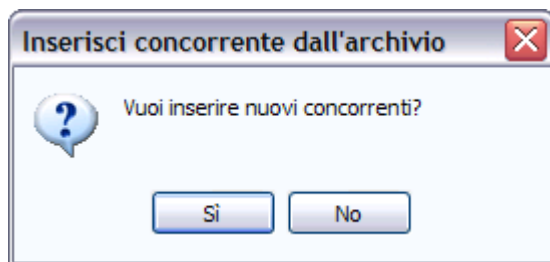 Inserisci concorrente dall'archivio
Vuoi inserire nuovi concorrenti?
Sì
No